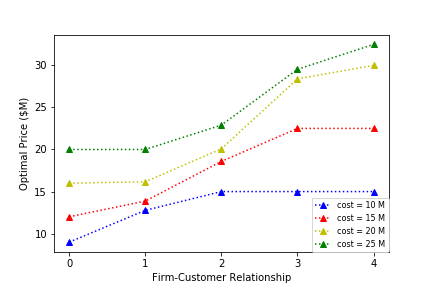 Optimal Price ($M)
30
25
20
15
10
0 1 2 3 4
Firm-Customer Relationship
cost = 10 M
cost = 15 M
cost = 20 M
cost = 25 M